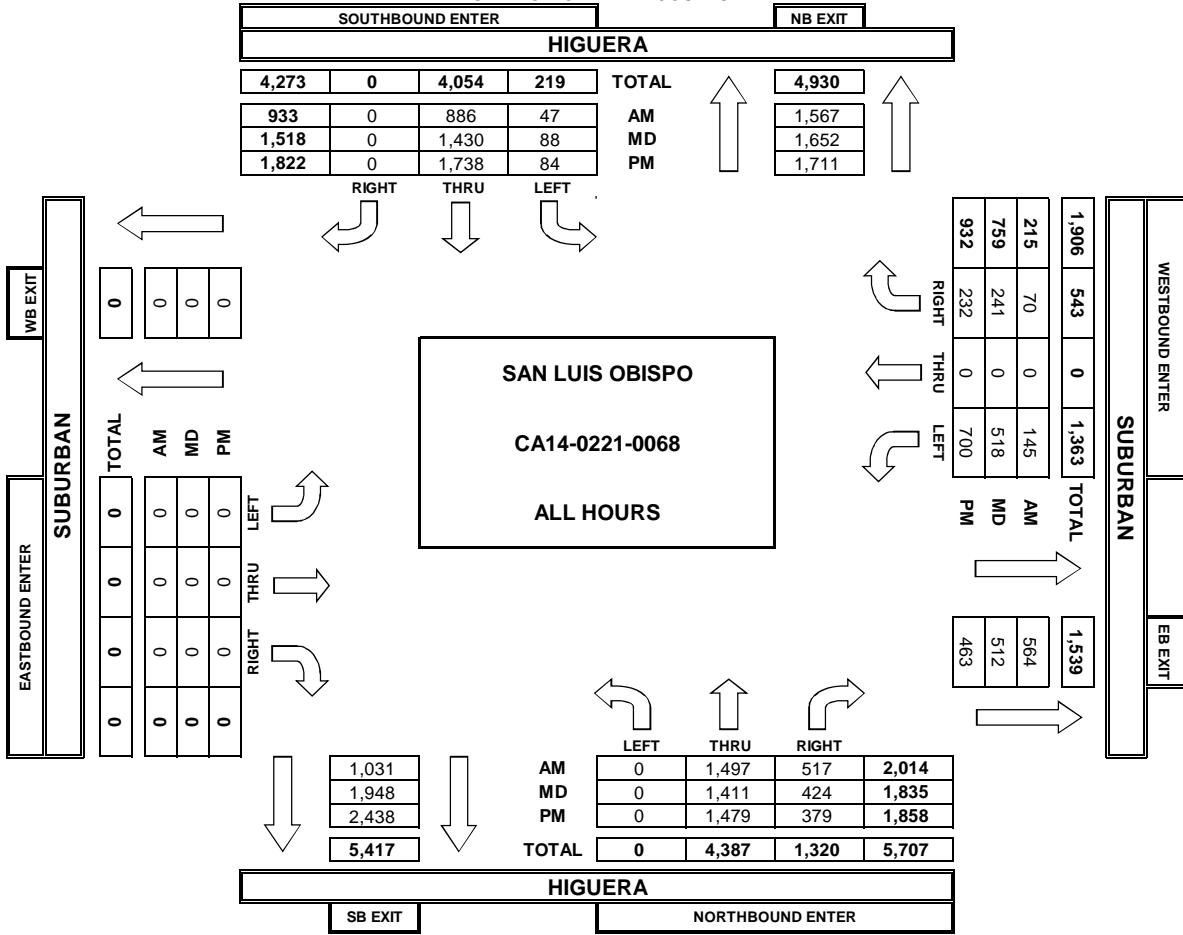 SOUTHBOUND ENTER NB EXIT
HIGUERA
4,273 0 4,054 219 TOTAL 4,930
933 0 886 47 AM 1,567
1,518 0 1,430 88 MD 1,652
1,822 0 1,738 84 PM 1,711
RIGHT THRU LEFT
WB EXIT
EASTBOUND ENTER
SUBURBAN
0 0 0 0
TOTAL AM MD PM
0 0 0 0 LEFT
0 0 0 0 THRU
0 0 0 0 RIGHT
0 0 0 0
SAN LUIS OBISPO
CA14-0221-0068
ALL HOURS
932 759 215 1,906
RIGHT 232 241 70 543
THRU 0 0 0 0
LEFT 700 518 145 1,363
PM MD AM TOTAL
463 512 564 1,539
SUBURBAN
WESTBOUND ENTER
EB EXIT
LEFT THRU RIGHT
1,031 AM 0 1,497 517 2,014
1,948 MD 0 1,411 424 1,835
2,438 PM 0 1,479 379 1,858
5,417 TOTAL 0 4,387 1,320 5,707
HIGUERA
SB EXIT NORTHBOUND ENTER